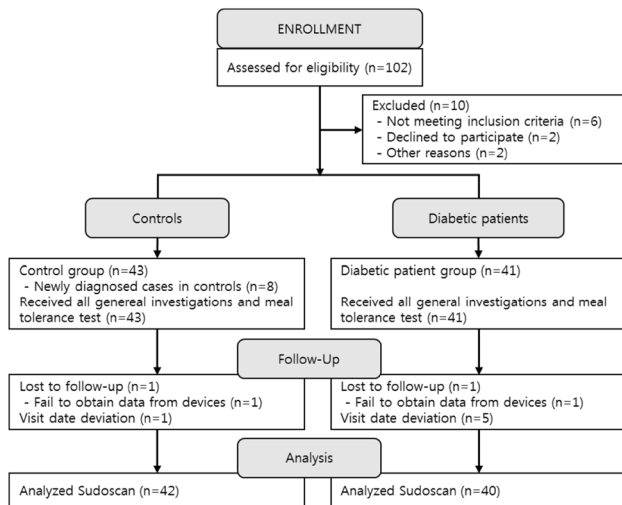 ENROLLMENT
Assessed for eligibility (n=102)
Excluded (n=10)
- Not meeting inclusion criteria (n=6)
- Declined to participate (n=2)
- Other reasons (n=2)
Controls
Diabetic patients
Control group (n=43)
- Newly diagnosed cases in controls (n=8)
Received all genereal investigations and meal
tolerance test (n=43)
Diabetic patient group (n=41)
Received all general investigations and meal
tolerance test (n=41)
Follow-Up
Lost to follow-up (n=1)
- Fail to obtain data from devices (n=1)
Visit date deviation (n=1)
Lost to follow-up (n=1)
- Fail to obtain data from devices (n=1)
Visit date deviation (n=5)
Analysis
Analyzed Sudoscan (n=42)
Analyzed Sudoscan (n=40)